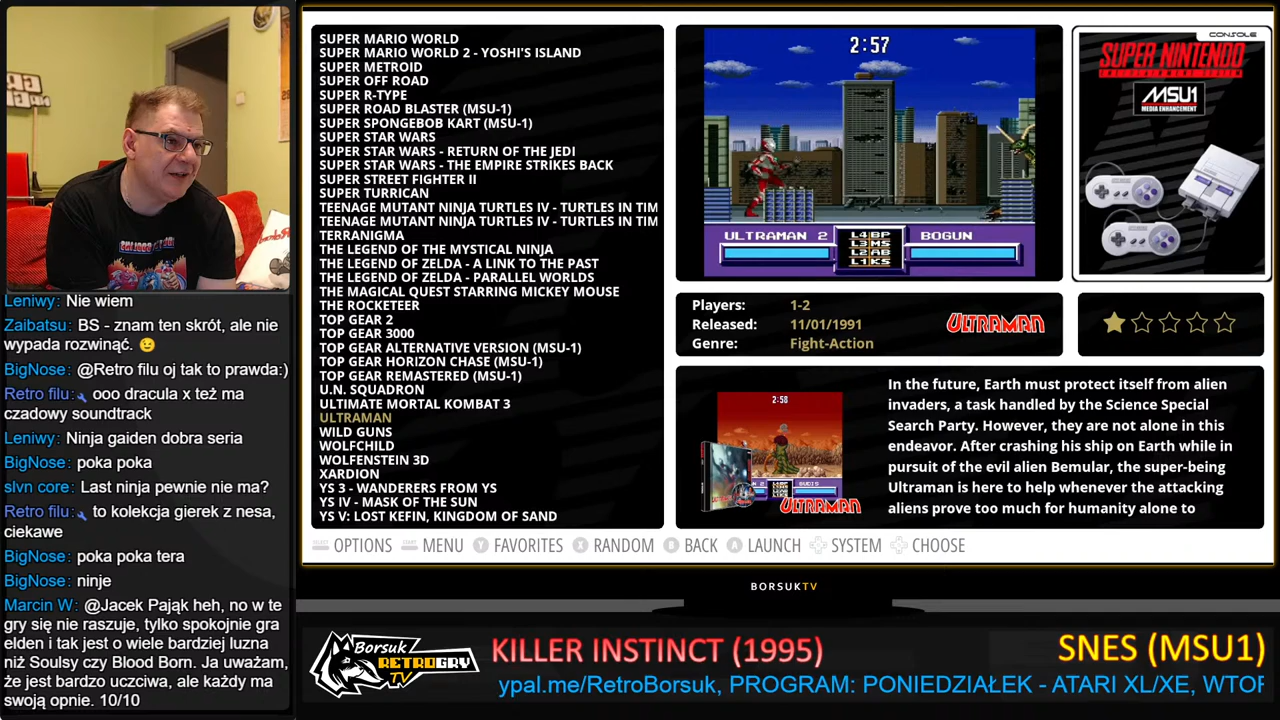 SUPER MARIO WORLD
SUPER MARIO WORLD 2 - YOSHI'S ISLAND
SUPER METROID
SUPER OFF ROAD
SUPER R-TYPE
SUPER ROAD BLASTER (MSU-1)
SUPER SPONGEBOB KART (MSU-1)
SUPER STAR WARS
SUPER STAR WARS - RETURN OF THE JEDI
SUPER STAR WARS - THE EMPIRE STRIKES BACK
SUPER STREET FIGHTER II
SUPER TURRICAN
TEENAGE MUTANT NINJA TURTLES IV - TURTLES IN TIM
TEENAGE MUTANT NINJA TURTLES IV - TURTLES IN TIM
TERRANIGMA
THE LEGEND OF THE MYSTICAL NINJA
THE LEGEND OF ZELDA - A LINK TO THE PAST
THE LEGEND OF ZELDA - PARALLEL WORLDS
THE MAGICAL QUEST STARRING MICKEY MOUSE
THE ROCKETEER
TOP GEAR 2
TOP GEAR 3000
TOP GEAR ALTERNATIVE VERSION (MSU-1)
TOP GEAR HORIZON CHASE (MSU-1)
TOP GEAR REMASTERED (MSU-1)
U.N. SQUADRON
ULTIMATE MORTAL KOMBAT 3
ULTRAMAN
WILD GUNS
WOLFCHILD
WOLFENSTEIN 3D
XARDION
YS 3 - WANDERERS FROM YS
YS IV - MASK OF THE SUN
YS V: LOST KEFIN, KINGDOM OF SAND
2:57
ULTRAMAN 2
L4 BP
L3 MS
L2 AB
L1 KS
BOGUN
CONSOLE
SUPER NINTENDO
ENTERTAINMENT SYSTEM
MSU1
MEDIA ENHANCEMENT
Players: 1-2
Released: 11/01/1991
Genre: Fight-Action
ULTRAMAN
2:58
ULTRAMAN
In the future, Earth must protect itself from alien
invaders, a task handled by the Science Special
Search Party. However, they are not alone in this
endeavor. After crashing his ship on Earth while in
pursuit of the evil alien Bemular, the super-being
Ultraman is here to help whenever the attacking
aliens prove too much for humanity alone to
SELECT OPTIONS START MENU Y FAVORITES X RANDOM B BACK A LAUNCH SYSTEM CHOOSE
Leniwy: Nie wiem
Zaibatsu: BS - znam ten skrót, ale nie
wypada rozwinąć. 😉
BigNose: @Retro filu oj tak to prawda:)
Retro filu: ooo dracula x też ma
czadowy soundtrack
Leniwy: Ninja gaiden dobra seria
BigNose: poka poka
slvn core: Last ninja pewnie nie ma?
Retro filu: to kolekcja gierek z nesa,
ciekawe
BigNose: poka poka tera
BigNose: ninje
Marcin W: @Jacek Pająk heh, no w te
gry się nie raszuje, tylko spokojnie gra
elden i tak jest o wiele bardziej luzna
niż Soulsy czy Blood Born. Ja uważam,
że jest bardzo uczciwa, ale każdy ma
swoją opnie. 10/10
BORSUKTV
Borsuk
RETROGRY
TV
KILLER INSTINCT (1995)
SNES (MSU1)
ypal.me/RetroBorsuk, PROGRAM: PONIEDZIAŁEK - ATARI XL/XE, WTOR